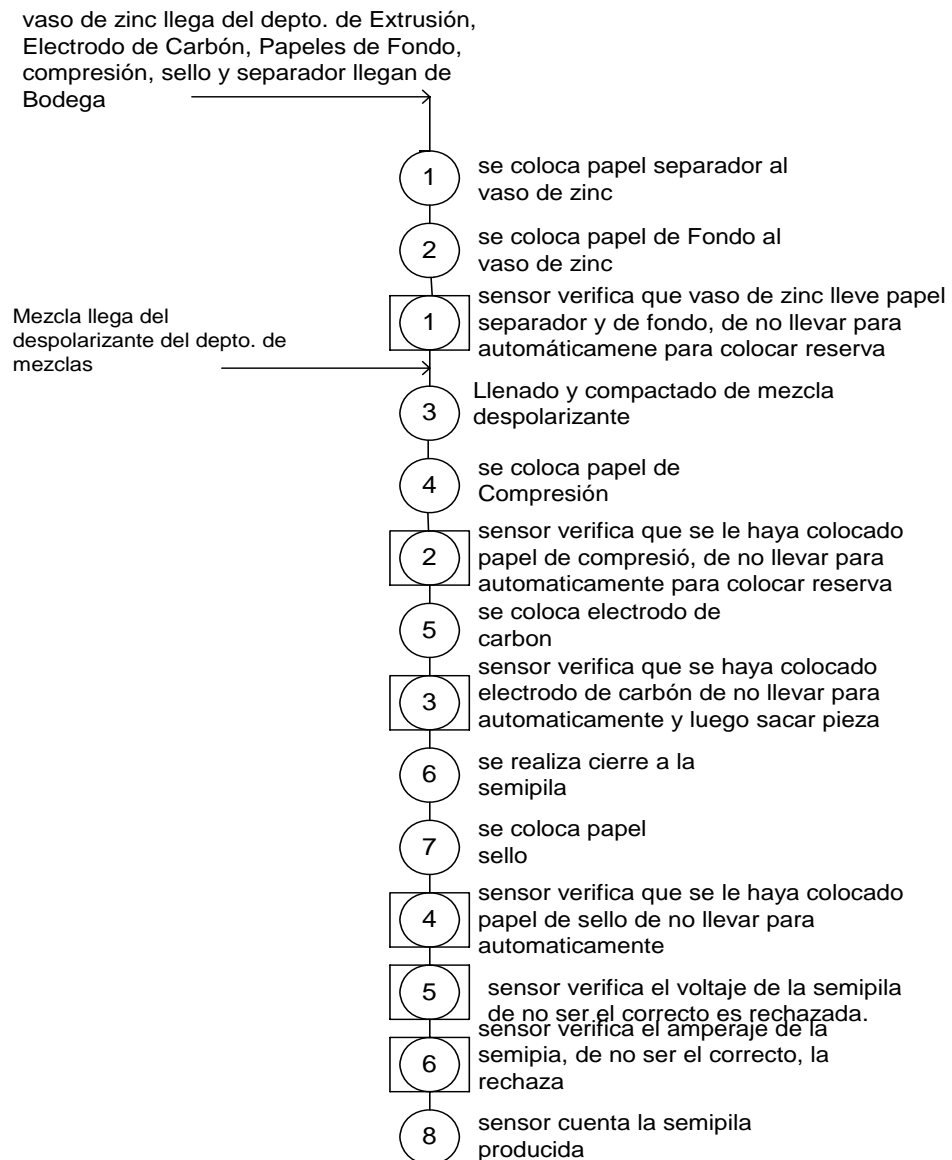 vaso de zinc llega del depto. de Extrusión,
Electrodo de Carbón, Papeles de Fondo,
compresión, sello y separador llegan de
Bodega
1
se coloca papel separador al
vaso de zinc
2
se coloca papel de Fondo al
vaso de zinc
1
sensor verifica que vaso de zinc lleve papel
separador y de fondo, de no llevar para
automáticamene para colocar reserva
Mezcla llega del
despolarizante del depto. de
mezclas
3
Llenado y compactado de mezcla
despolarizante
4
se coloca papel de
Compresión
2
sensor verifica que se le haya colocado
papel de compresió, de no llevar para
automaticamente para colocar reserva
5
se coloca electrodo de
carbon
3
sensor verifica que se haya colocado
electrodo de carbón de no llevar para
automaticamente y luego sacar pieza
6
se realiza cierre a la
semipila
7
se coloca papel
sello
4
sensor verifica que se le haya colocado
papel de sello de no llevar para
automaticamente
5
sensor verifica el voltaje de la semipila
de no ser el correcto es rechazada.
6
sensor verifica el amperaje de la
semipia, de no ser el correcto, la
rechaza
8
sensor cuenta la semipila
producida